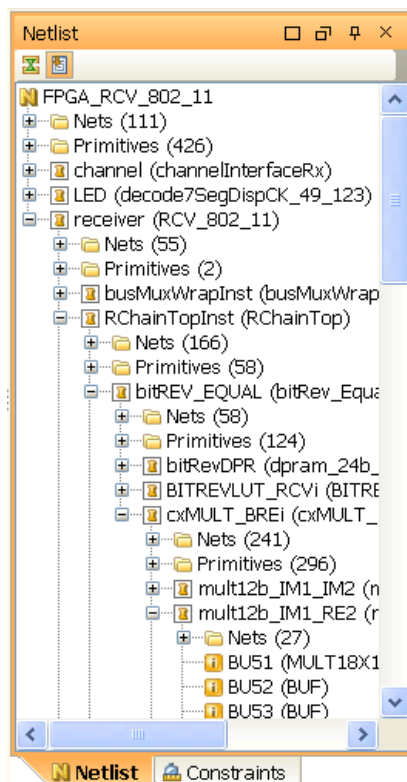 Netlist
FPGA_RCV_802_11
Nets (111)
Primitives (426)
channel (channelInterfaceRx)
LED (decode7SegDispCK_49_123)
receiver (RCV_802_11)
Nets (55)
Primitives (2)
busMuxWrapInst (busMuxWrap
RChainTopInst (RChainTop)
Nets (166)
Primitives (58)
bitREV_EQUAL (bitRev_Equa
Nets (58)
Primitives (124)
bitRevDPR (dpram_24b_
BITREVLUT_RCVi (BITRE
cxMULT_BREi (cxMULT_
Nets (241)
Primitives (296)
mult12b_IM1_IM2 (
mult12b_IM1_RE2 (
Nets (27)
BU51 (MULT18X1
BU52 (BUF)
BU53 (BUF)
Netlist Constraints